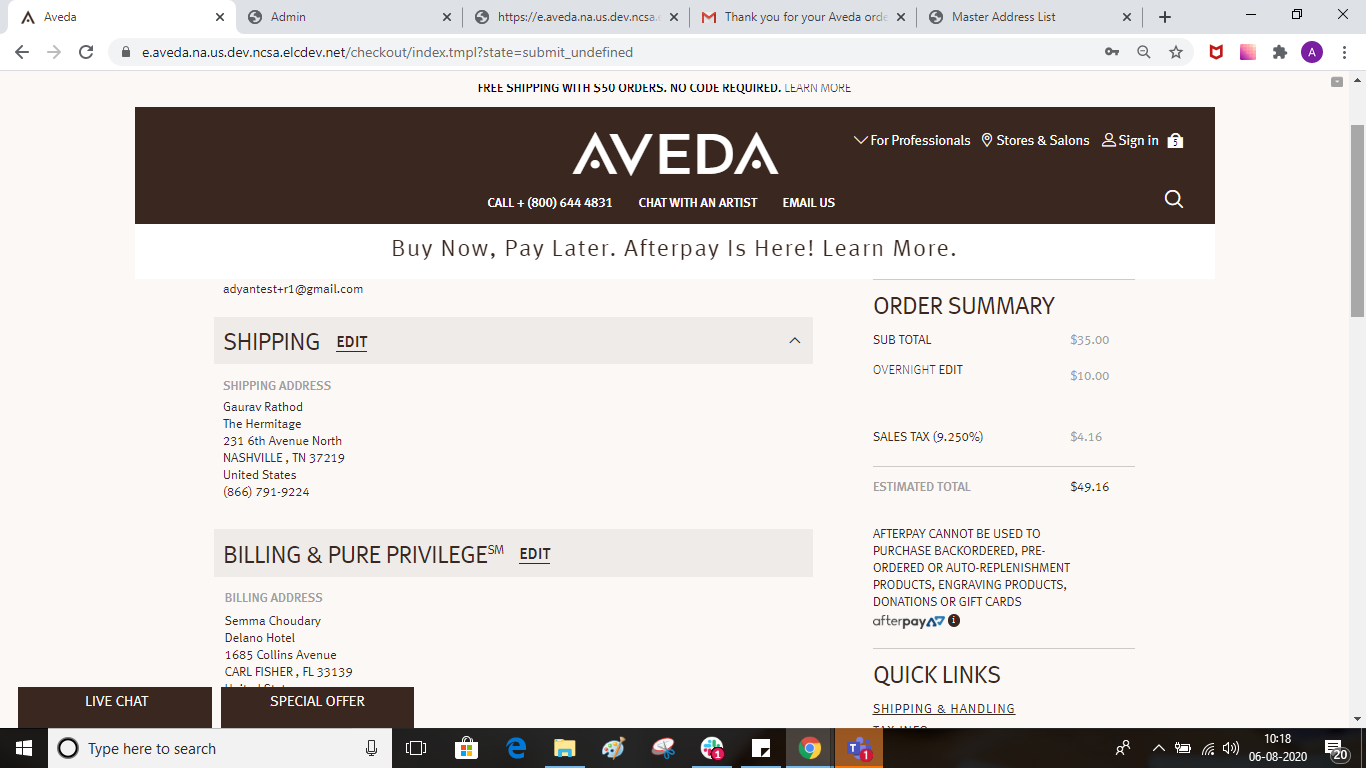 Aveda
Admin
https://e.aveda.na.us.dev.ncsa.e
Thank you for your Aveda orde
Master Address List
e.aveda.na.us.dev.ncsa.elcdev.net/checkout/index.tmpl?state=submit_undefined
A
FREE SHIPPING WITH $50 ORDERS. NO CODE REQUIRED. LEARN MORE
AVEDA
For Professionals
Stores & Salons
Sign in
5
CALL + (800) 644 4831
CHAT WITH AN ARTIST
EMAIL US
Buy Now, Pay Later. Afterpay Is Here! Learn More.
adyantest+r1@gmail.com
SHIPPING EDIT
SHIPPING ADDRESS
Gaurav Rathod
The Hermitage
231 6th Avenue North
NASHVILLE , TN 37219
United States
(866) 791-9224
BILLING & PURE PRIVILEGE℠ EDIT
BILLING ADDRESS
Semma Choudary
Delano Hotel
1685 Collins Avenue
CARL FISHER , FL 33139
United States
ORDER SUMMARY
SUB TOTAL $35.00
OVERNIGHT EDIT $10.00
SALES TAX (9.250%) $4.16
ESTIMATED TOTAL $49.16
AFTERPAY CANNOT BE USED TO
PURCHASE BACKORDERED, PRE-
ORDERED OR AUTO-REPLENISHMENT
PRODUCTS, ENGRAVING PRODUCTS,
DONATIONS OR GIFT CARDS
afterpay i
QUICK LINKS
SHIPPING & HANDLING
TAX INFO
LIVE CHAT
SPECIAL OFFER
Type here to search
1
1
10:18
06-08-2020
20